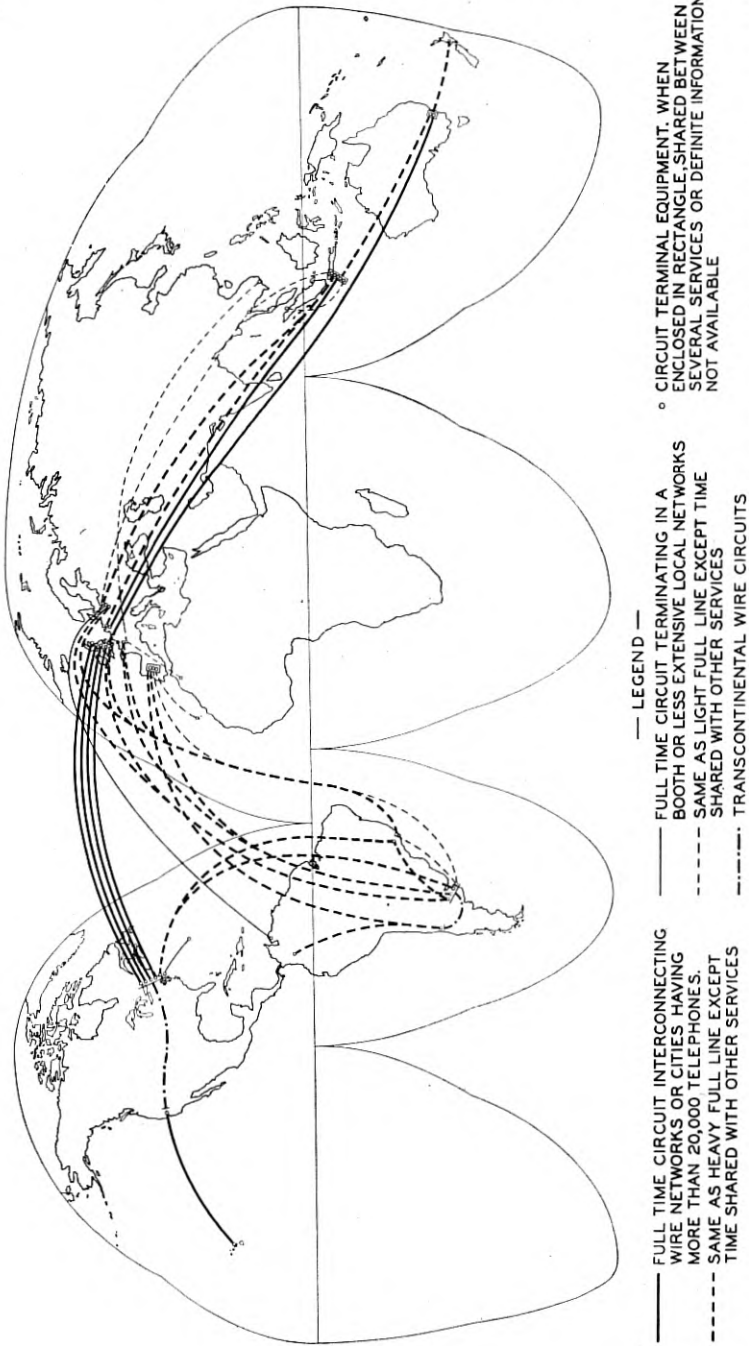 — LEGEND —
FULL TIME CIRCUIT INTERCONNECTING
WIRE NETWORKS OR CITIES HAVING
MORE THAN 20,000 TELEPHONES.
SAME AS HEAVY FULL LINE EXCEPT
TIME SHARED WITH OTHER SERVICES
FULL TIME CIRCUIT TERMINATING IN A
BOOTH OR LESS EXTENSIVE LOCAL NETWORKS
SAME AS LIGHT FULL LINE EXCEPT TIME
SHARED WITH OTHER SERVICES
TRANSCONTINENTAL WIRE CIRCUITS
CIRCUIT TERMINAL EQUIPMENT. WHEN
ENCLOSED IN RECTANGLE, SHARED BETWEEN
SEVERAL SERVICES OR DEFINITE INFORMATION
NOT AVAILABLE